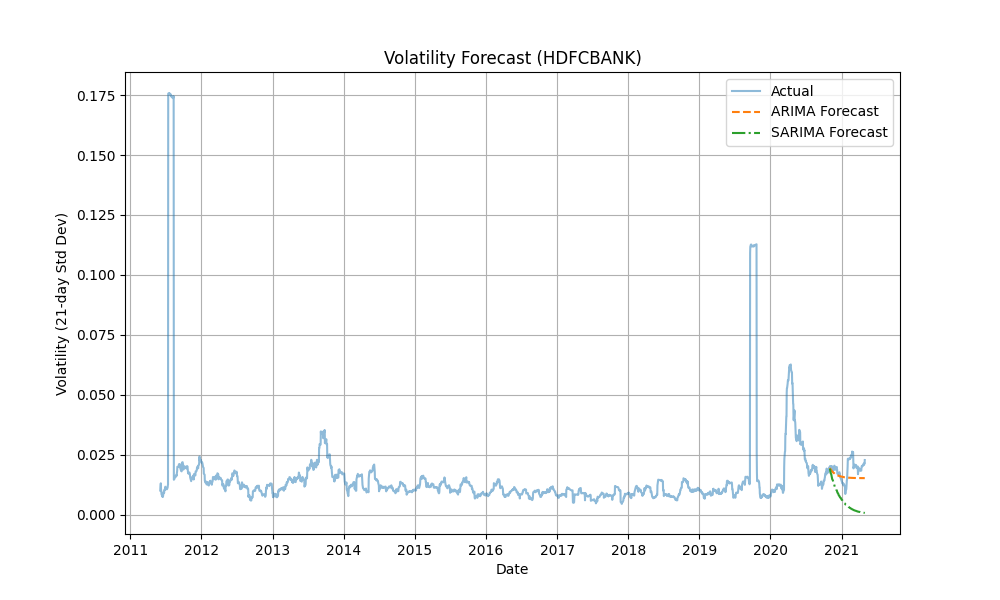 Volatility Forecast (HDFCBANK)
Actual
ARIMA Forecast
SARIMA Forecast
Volatility (21-day Std Dev)
0.175
0.150
0.125
0.100
0.075
0.050
0.025
0.000
2011 2012 2013 2014 2015 2016 2017 2018 2019 2020 2021
Date